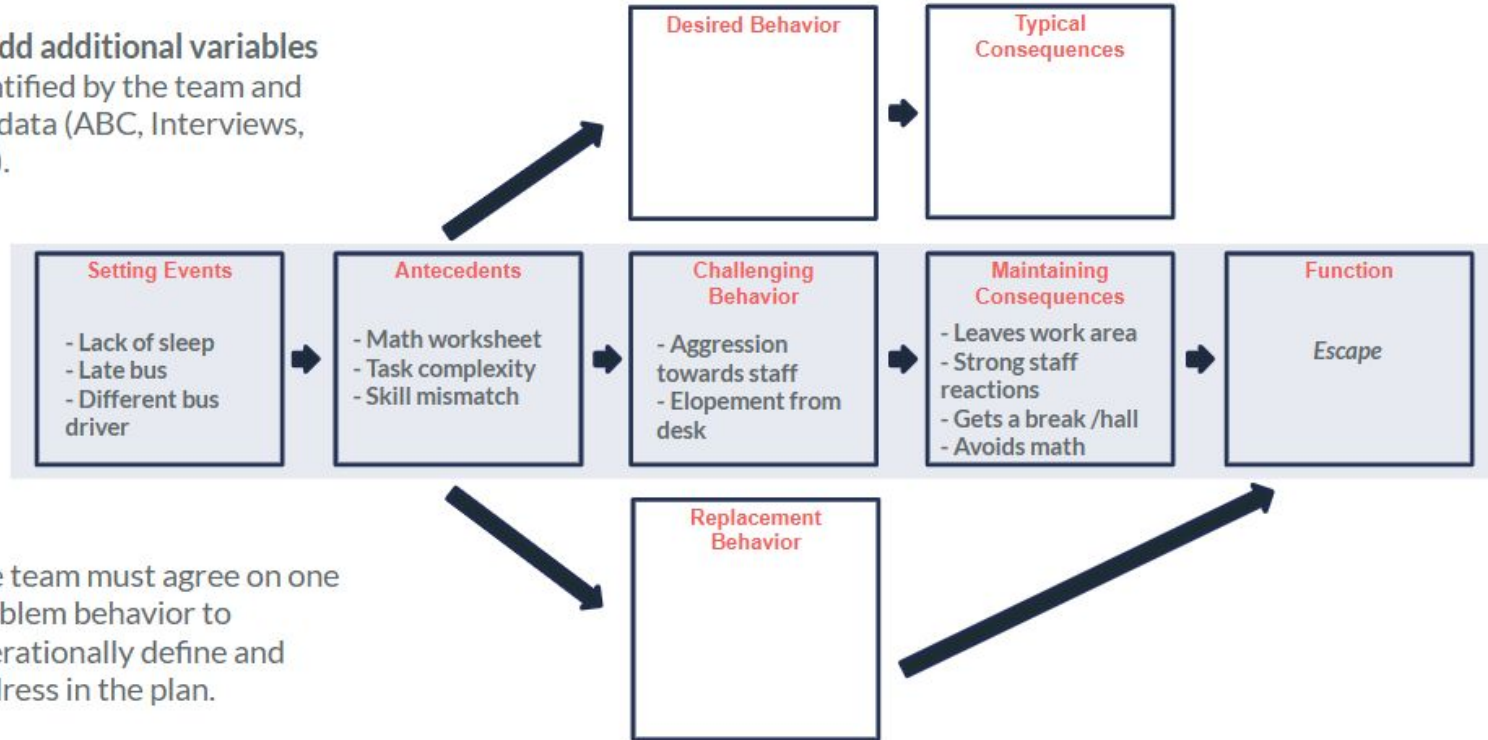 dd additional variables
ntified by the team and
data (ABC, Interviews,
).
Desired Behavior
Typical
Consequences
Setting Events
- Lack of sleep
- Late bus
- Different bus
driver
Antecedents
- Math worksheet
- Task complexity
- Skill mismatch
Challenging
Behavior
- Aggression
towards staff
- Elopement from
desk
Maintaining
Consequences
- Leaves work area
- Strong staff
reactions
- Gets a break /hall
- Avoids math
Function
Escape
e team must agree on one
oblem behavior to
erationally define and
dress in the plan.
Replacement
Behavior